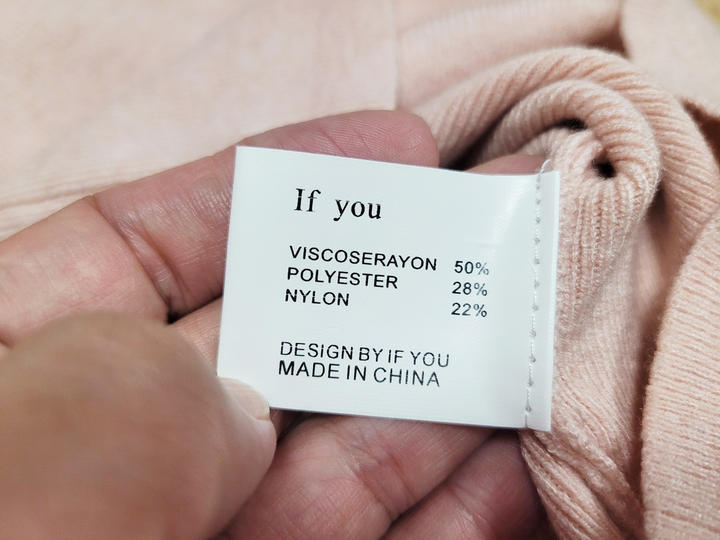 If you
VISCOSERAYON 50%
POLYESTER 28%
NYLON 22%
DESIGN BY IF YOU
MADE IN CHINA